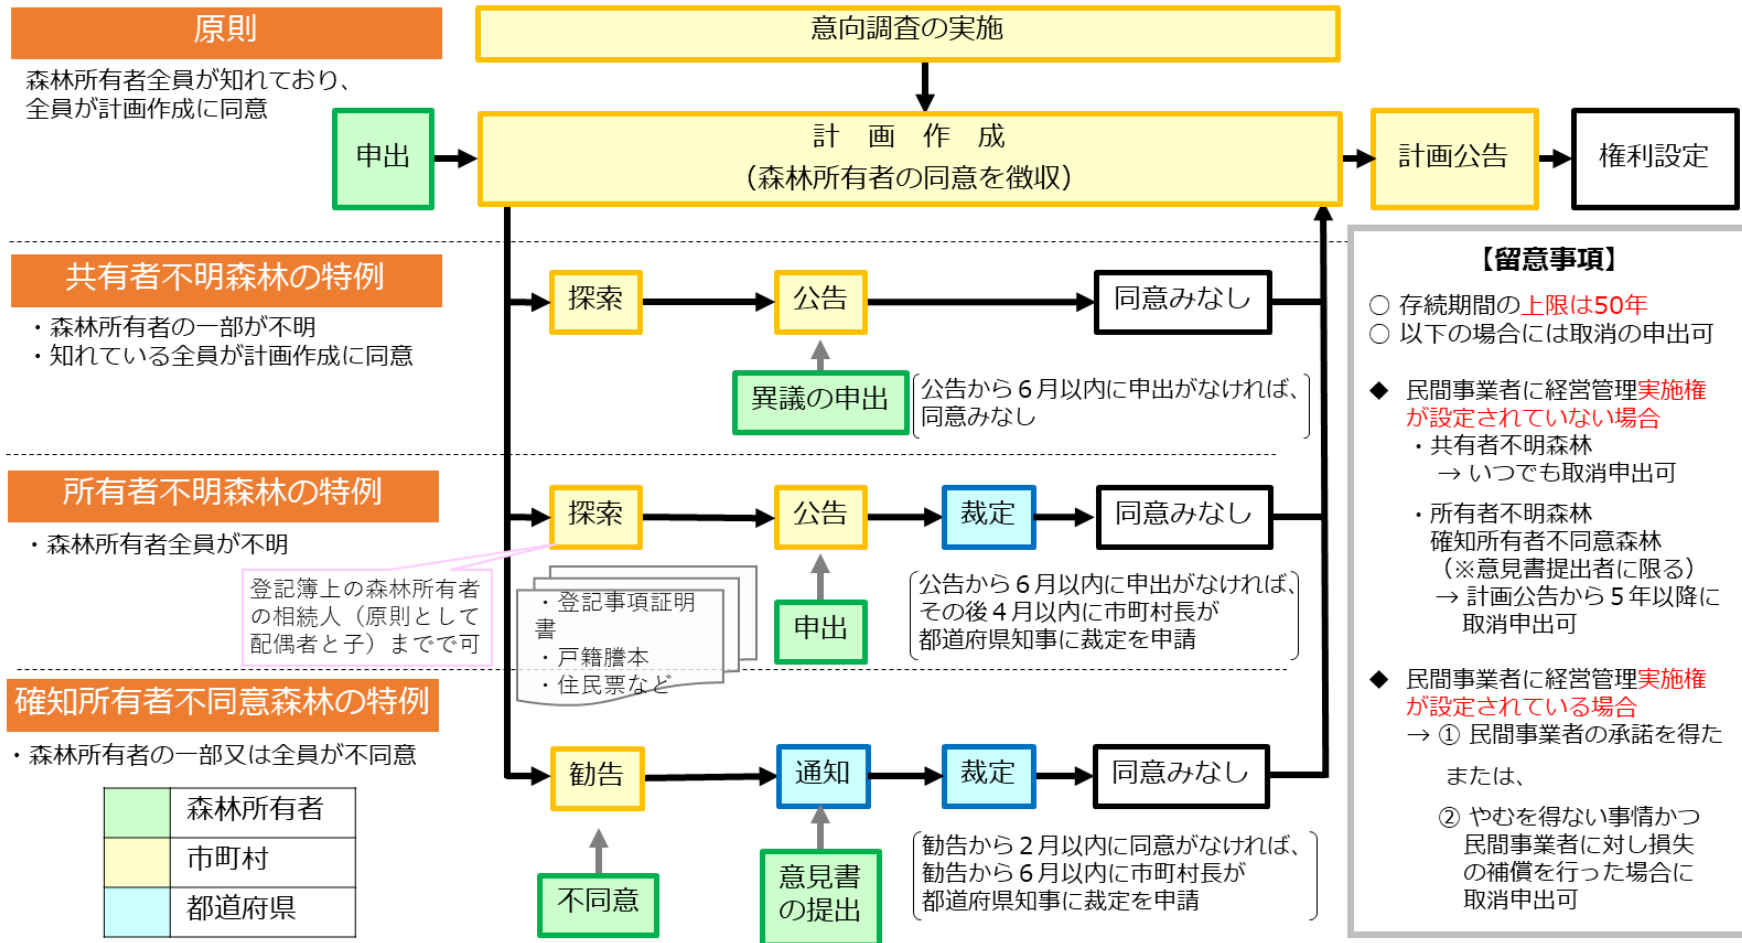 原則
森林所有者全員が知れており、
全員が計画作成に同意
意向調査の実施
申出
計 画 作 成
（森林所有者の同意を徴収）
計画公告
権利設定
共有者不明森林の特例
・森林所有者の一部が不明
・知れている全員が計画作成に同意
探索
公告
同意みなし
異議の申出
公告から６月以内に申出がなければ、
同意みなし
所有者不明森林の特例
・森林所有者全員が不明
探索
公告
裁定
同意みなし
登記簿上の森林所有者
の相続人（原則として
配偶者と子）までで可
・登記事項証明
書
・戸籍謄本
・住民票など
申出
公告から６月以内に申出がなければ、
その後４月以内に市町村長が
都道府県知事に裁定を申請
確知所有者不同意森林の特例
・森林所有者の一部又は全員が不同意
勧告
通知
裁定
同意みなし
不同意
意見書
の提出
勧告から２月以内に同意がなければ、
勧告から６月以内に市町村長が
都道府県知事に裁定を申請
森林所有者
市町村
都道府県
【留意事項】
○ 存続期間の上限は50年
○ 以下の場合には取消の申出可
◆ 民間事業者に経営管理実施権
が設定されていない場合
・共有者不明森林
→ いつでも取消申出可
・所有者不明森林
確知所有者不同意森林
（※意見書提出者に限る）
→ 計画公告から５年以降に
取消申出可
◆ 民間事業者に経営管理実施権
が設定されている場合
→ ① 民間事業者の承諾を得た
または、
② やむを得ない事情かつ
民間事業者に対し損失
の補償を行った場合に
取消申出可